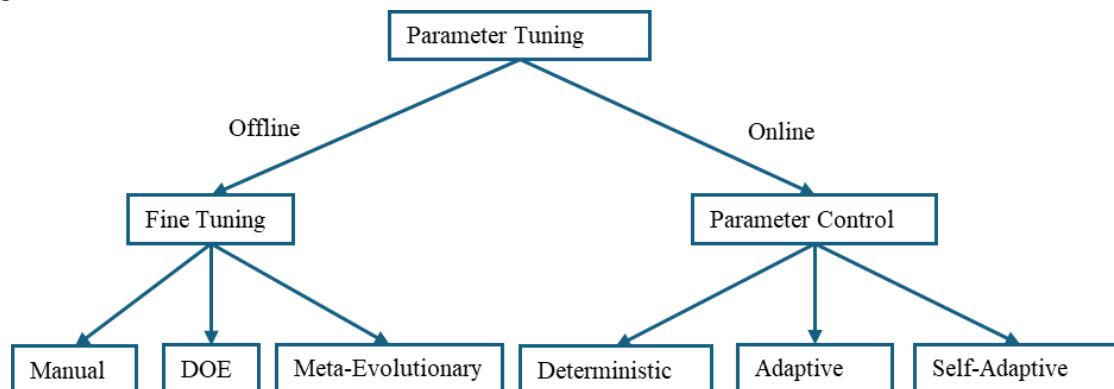 Parameter Tuning
Offline
Online
Fine Tuning
Parameter Control
Manual
DOE
Meta-Evolutionary
Deterministic
Adaptive
Self-Adaptive